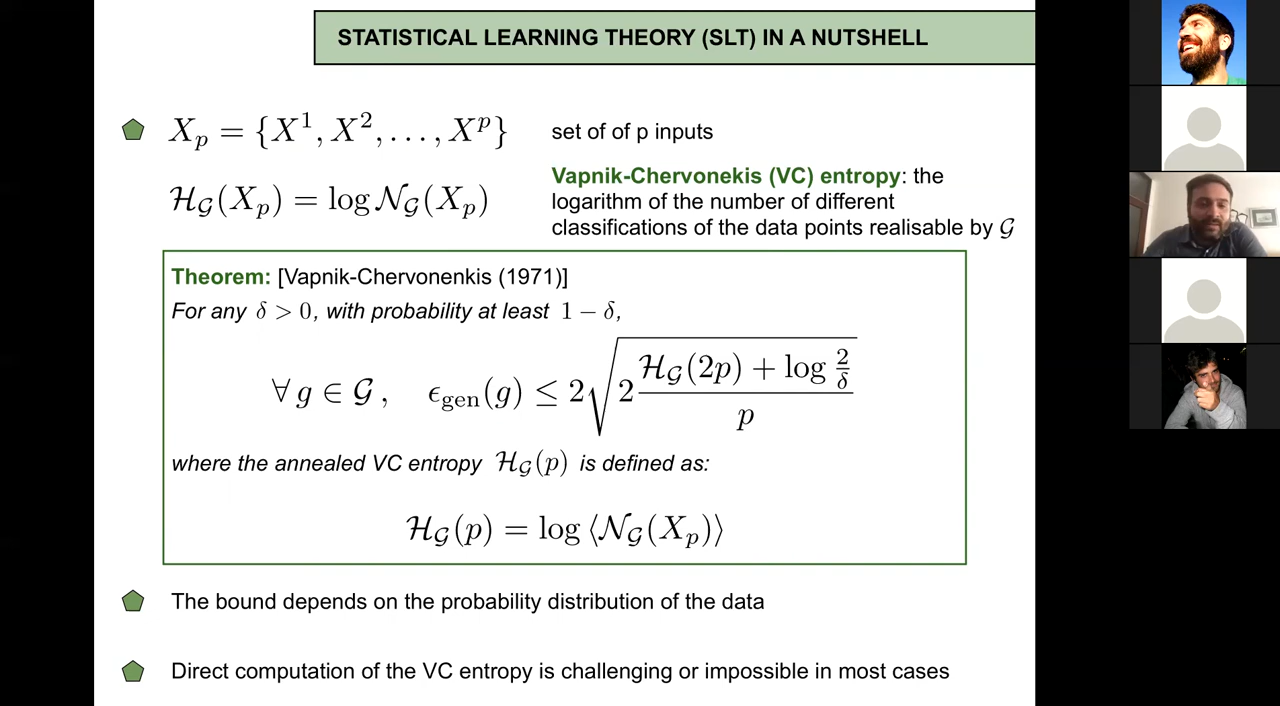 STATISTICAL LEARNING THEORY (SLT) IN A NUTSHELL
X_p = {X^1, X^2, ..., X^p}
set of of p inputs
ℋ_𝒢(X_p) = log 𝒩_𝒢(X_p)
Vapnik-Chervonekis (VC) entropy: the
logarithm of the number of different
classifications of the data points realisable by 𝒢
Theorem: [Vapnik-Chervonenkis (1971)]
For any δ > 0, with probability at least 1 − δ,
∀ g ∈ 𝒢, ϵ_gen(g) ≤ 2√(2 (ℋ_𝒢(2p) + log 2/δ) / p)
where the annealed VC entropy ℋ_𝒢(p) is defined as:
ℋ_𝒢(p) = log ⟨𝒩_𝒢(X_p)⟩
The bound depends on the probability distribution of the data
Direct computation of the VC entropy is challenging or impossible in most cases